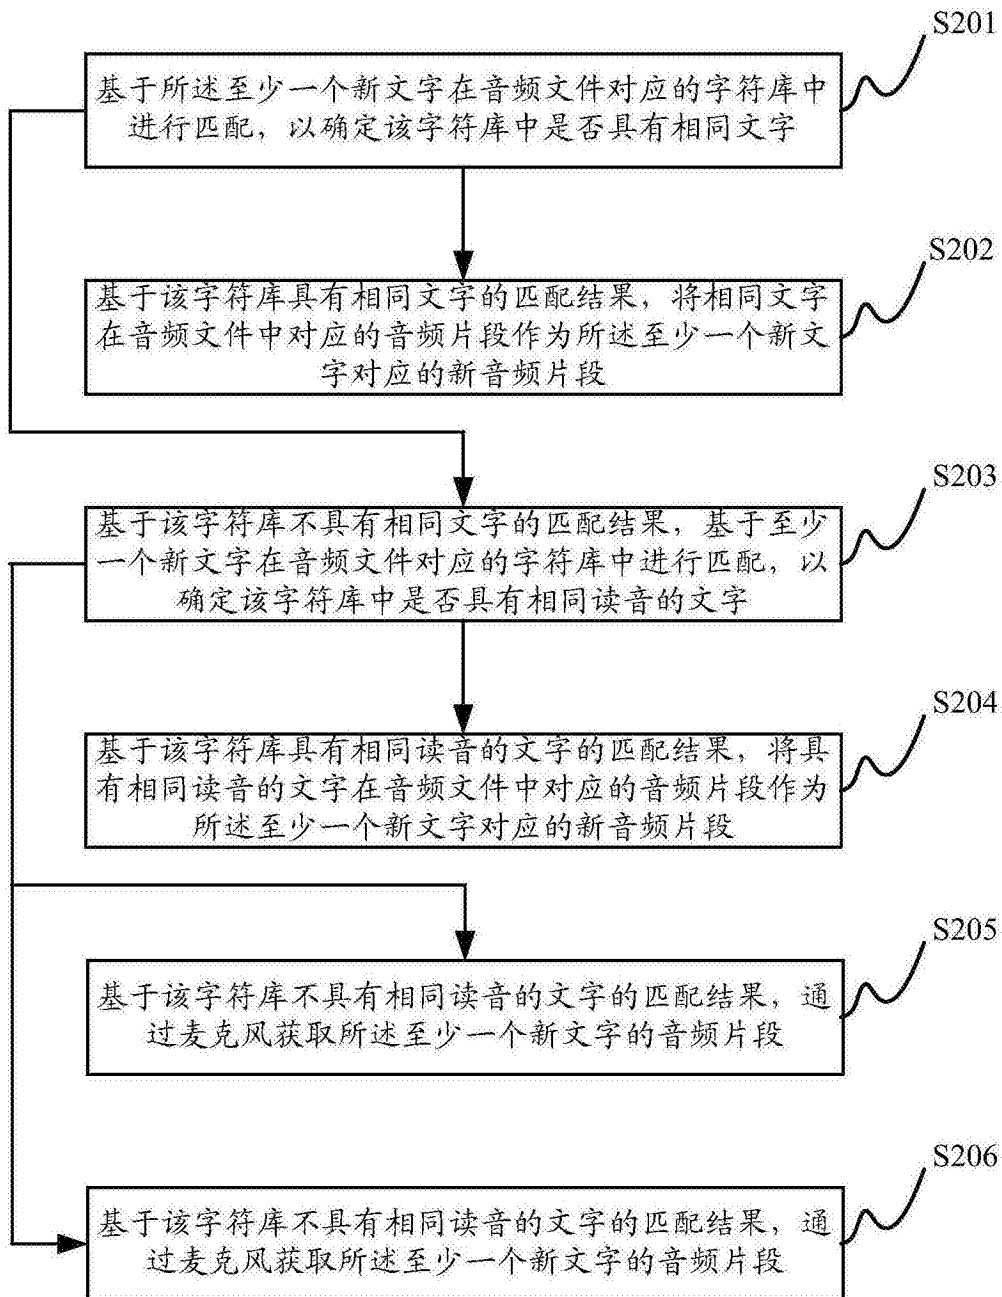 S201
基于所述至少一个新文字在音频文件对应的字符库中
进行匹配，以确定该字符库中是否具有相同文字
S202
基于该字符库具有相同文字的匹配结果，将相同文字
在音频文件中对应的音频片段作为所述至少一个新文
字对应的新音频片段
S203
基于该字符库不具有相同文字的匹配结果，基于至少
一个新文字在音频文件对应的字符库中进行匹配，以
确定该字符库中是否具有相同读音的文字
S204
基于该字符库具有相同读音的文字的匹配结果，将具
有相同读音的文字在音频文件中对应的音频片段作为
所述至少一个新文字对应的新音频片段
S205
基于该字符库不具有相同读音的文字的匹配结果，通
过麦克风获取所述至少一个新文字的音频片段
S206
基于该字符库不具有相同读音的文字的匹配结果，通
过麦克风获取所述至少一个新文字的音频片段